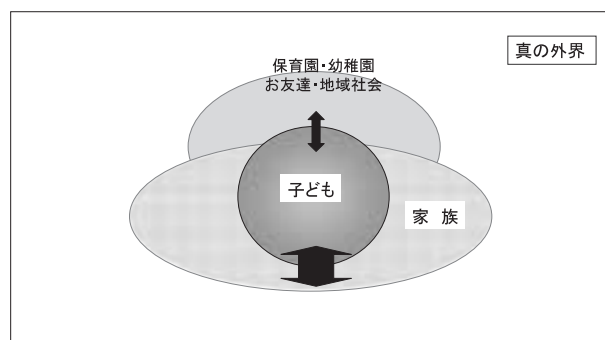 真の外界
保育園・幼稚園
お友達・地域社会
子ども
家 族